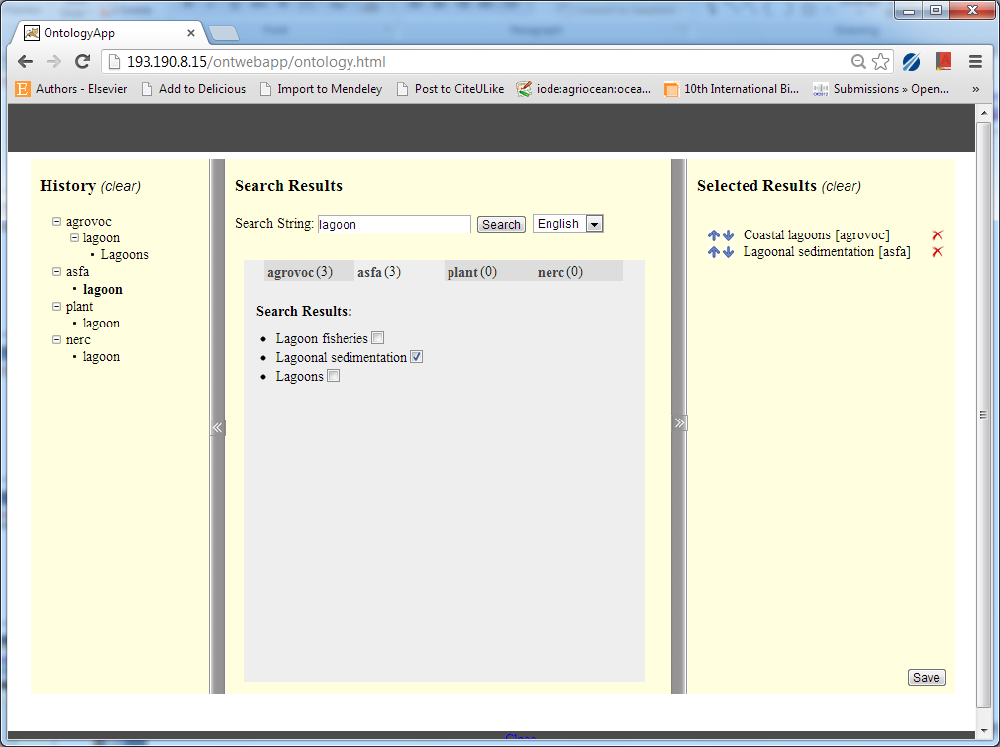 OntologyApp
193.190.8.15/ontwebapp/ontology.html
Authors - Elsevier Add to Delicious Import to Mendeley Post to CiteULike iode:agriocean:ocea... 10th International Bi... Submissions » Open... »
History (clear)
agrovoc
lagoon
• Lagoons
asfa
• lagoon
plant
• lagoon
nerc
• lagoon
Search Results
Search String: lagoon Search English
agrovoc (3) asfa (3) plant (0) nerc (0)
Search Results:
• Lagoon fisheries
• Lagoonal sedimentation
• Lagoons
Selected Results (clear)
Coastal lagoons [agrovoc]
Lagoonal sedimentation [asfa]
Save